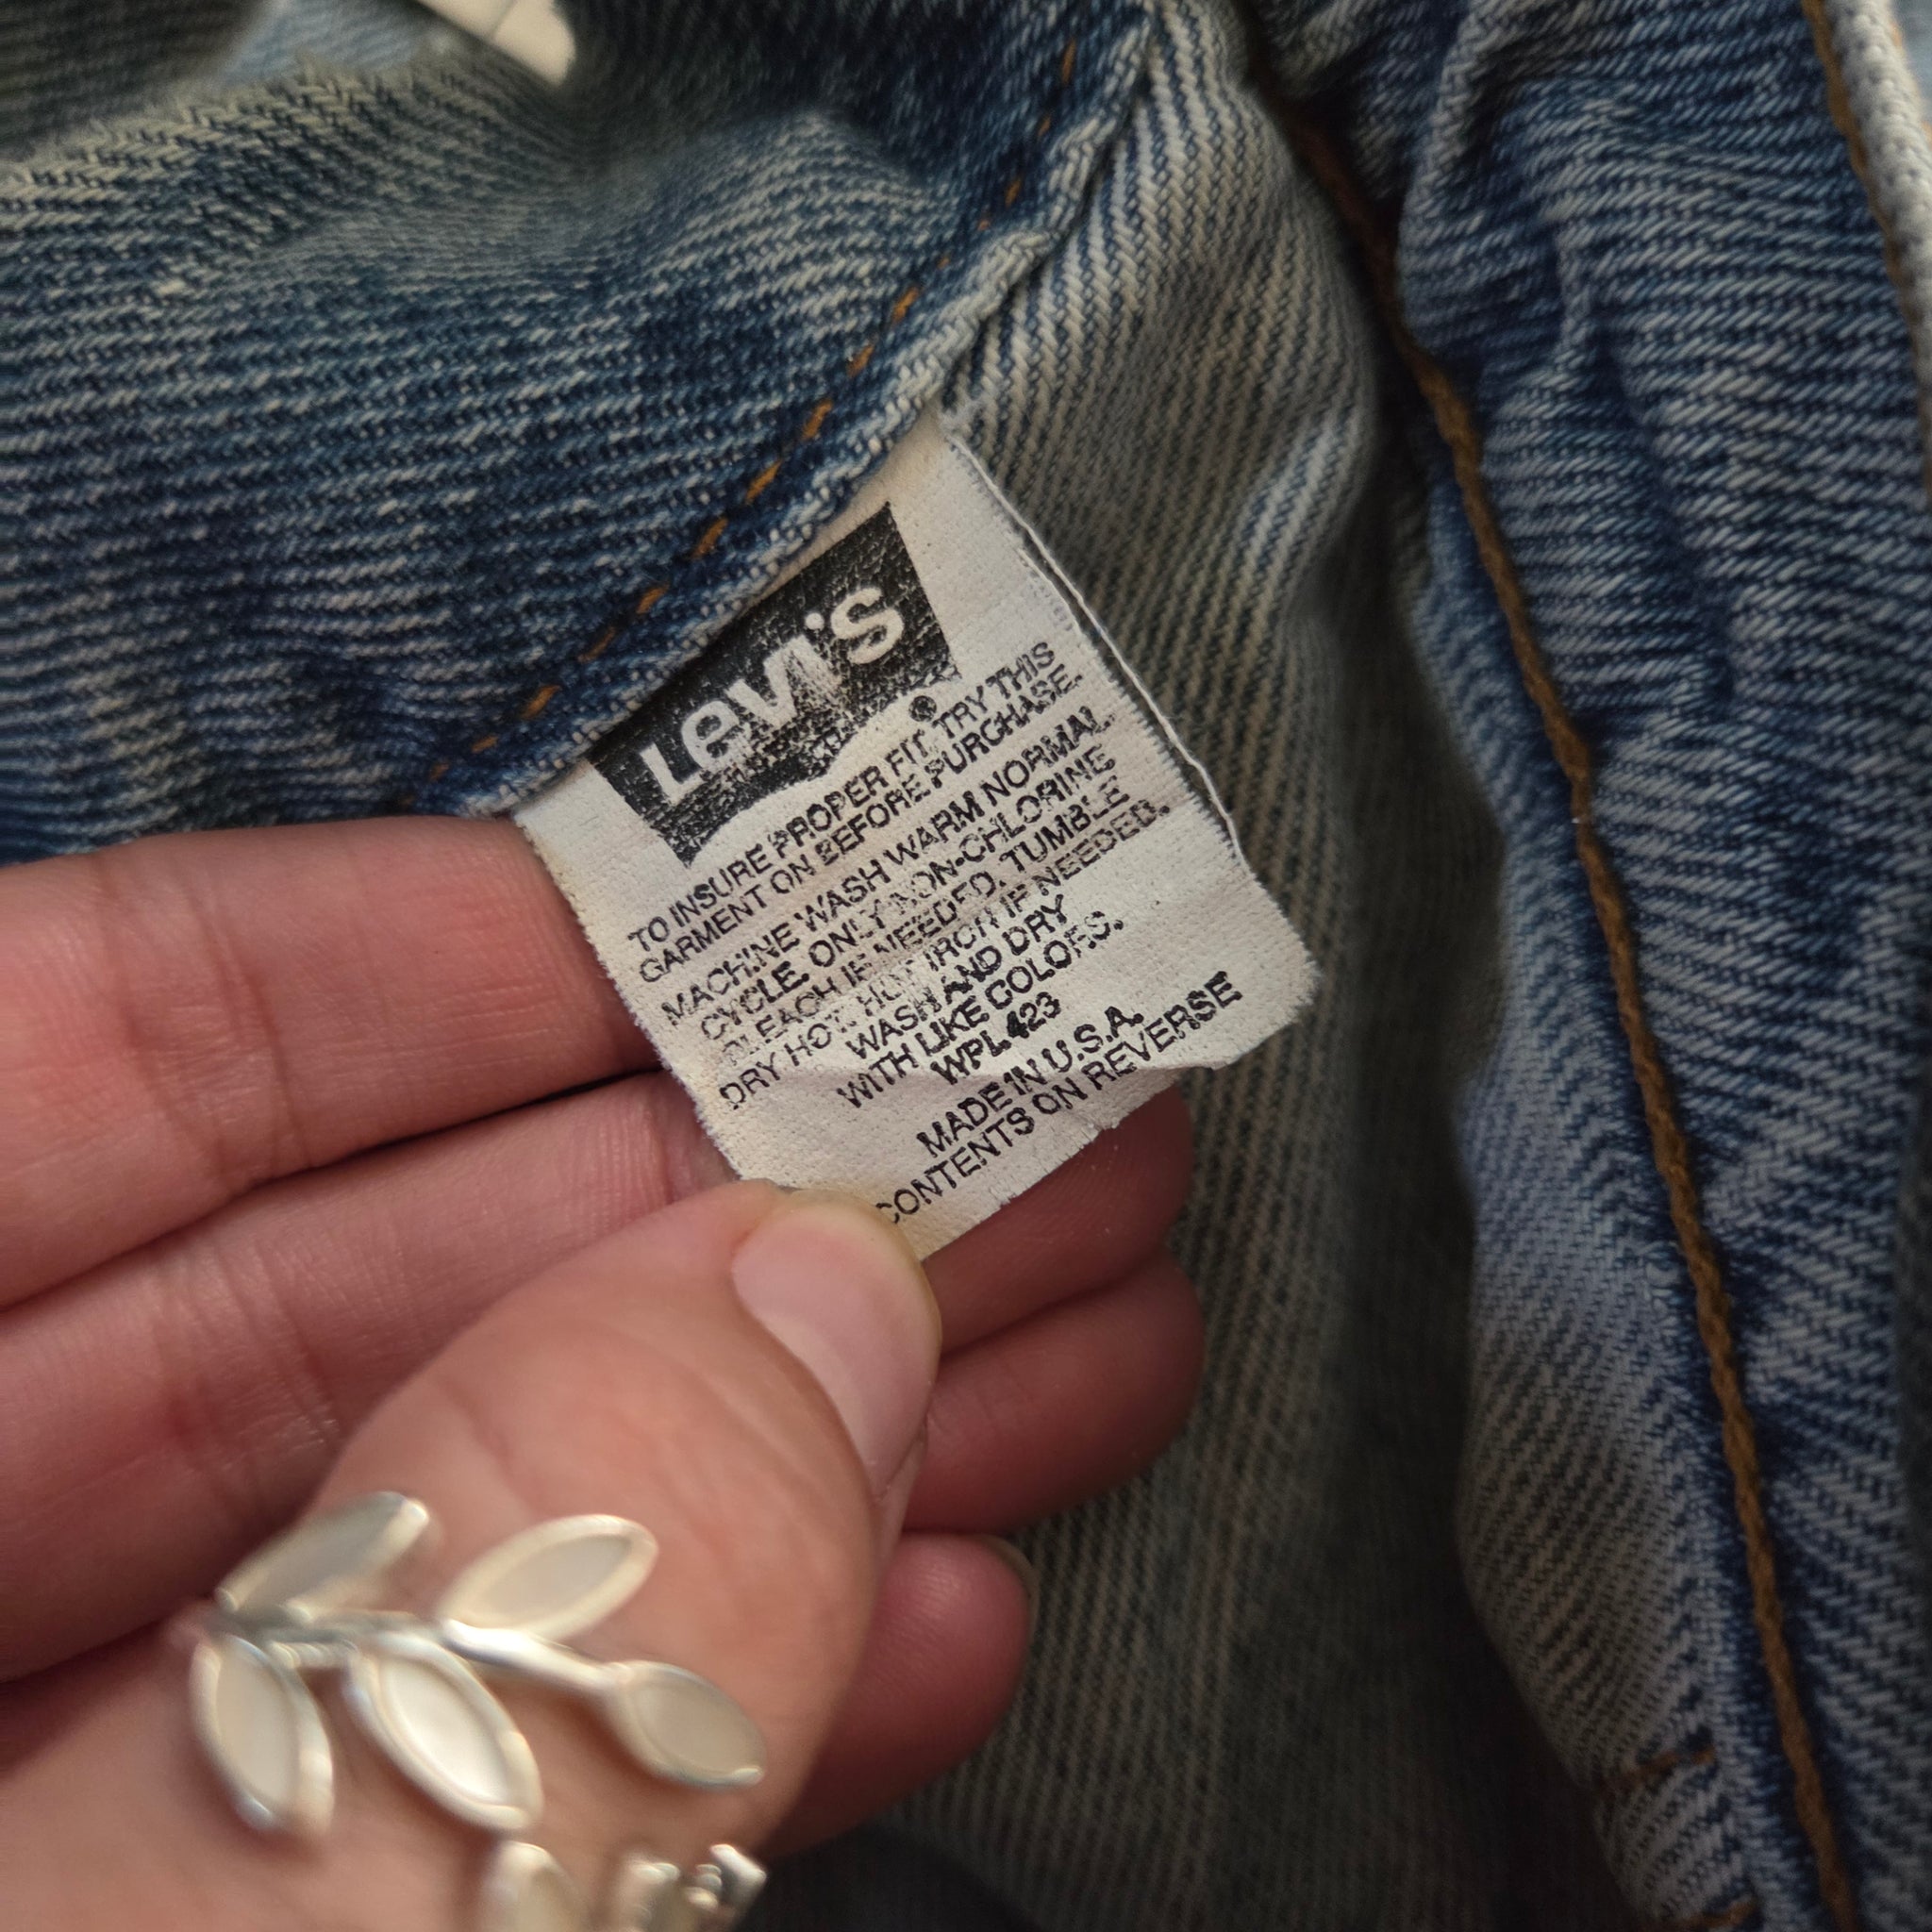 Levi's
®
TO INSURE PROPER FIT, TRY THIS
GARMENT ON BEFORE PURCHASE.
MACHINE WASH WARM NORMAL
CYCLE. ONLY NON-CHLORINE
BLEACH IF NEEDED. TUMBLE
DRY HOT. HOT IRON IF NEEDED.
WASH AND DRY
WITH LIKE COLORS.
WPL 423
MADE IN U.S.A.
CONTENTS ON REVERSE